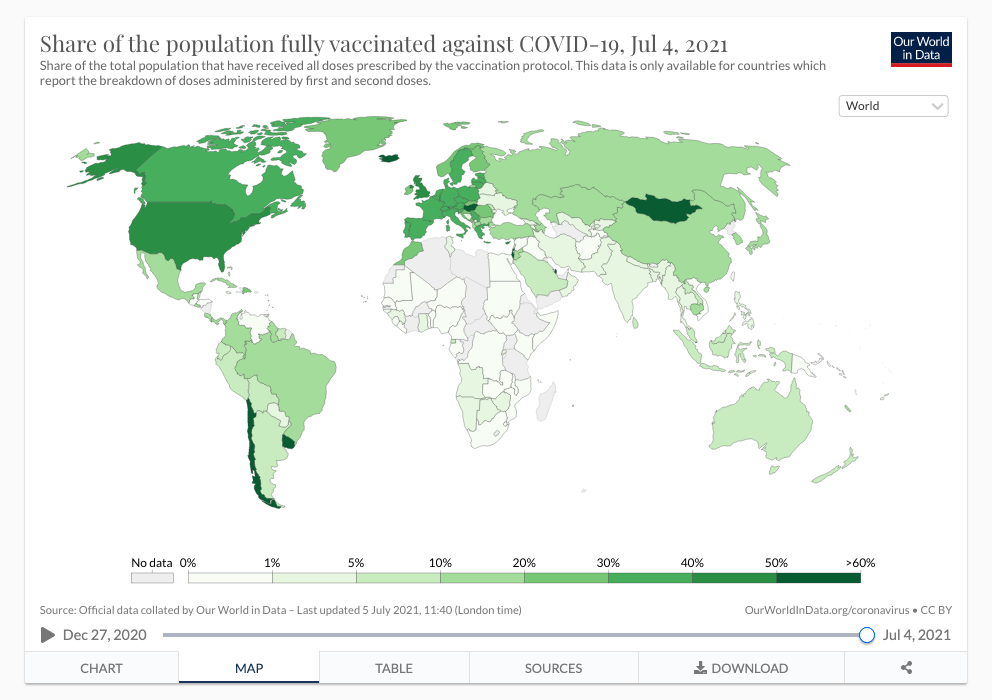 Share of the population fully vaccinated against COVID-19, Jul 4, 2021
Share of the total population that have received all doses prescribed by the vaccination protocol. This data is only available for countries which
report the breakdown of doses administered by first and second doses.
Our World
in Data
World
No data 0% 1% 5% 10% 20% 30% 40% 50% >60%
Source: Official data collated by Our World in Data – Last updated 5 July 2021, 11:40 (London time)
OurWorldInData.org/coronavirus • CC BY
Dec 27, 2020
Jul 4, 2021
CHART
MAP
TABLE
SOURCES
DOWNLOAD